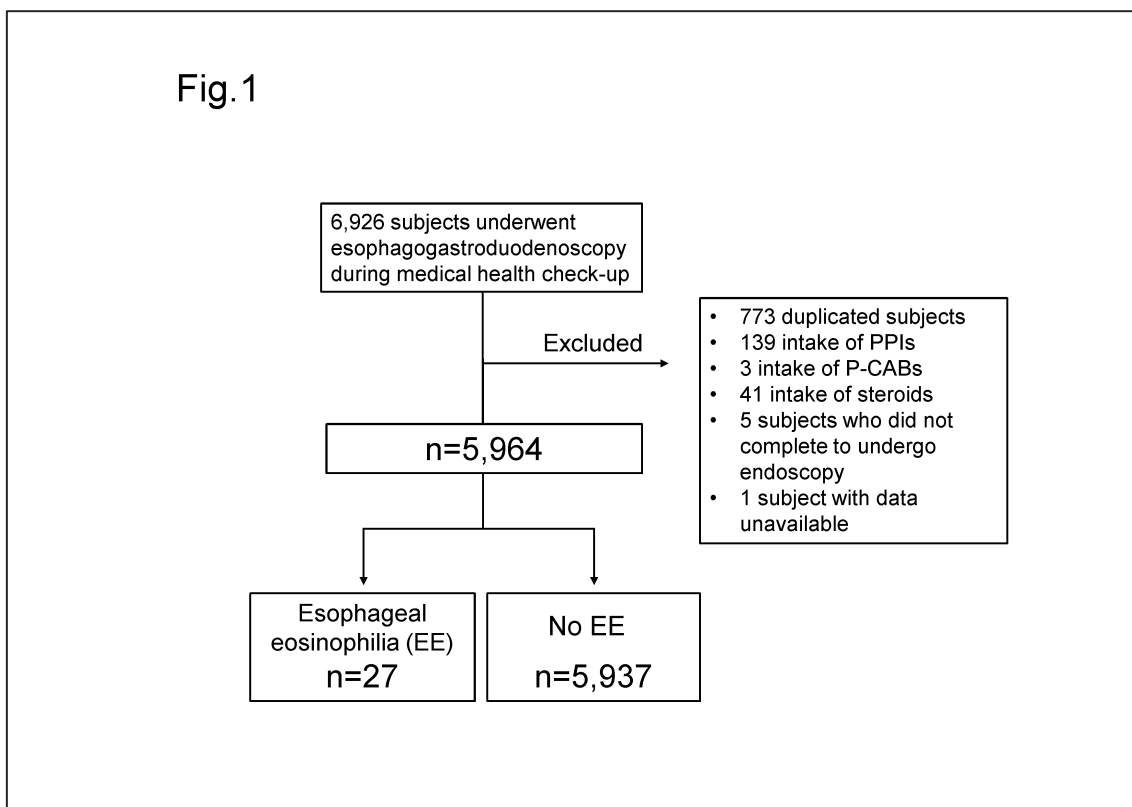 Fig.1
6,926 subjects underwent
esophagogastroduodenoscopy
during medical health check-up
Excluded
• 773 duplicated subjects
• 139 intake of PPIs
• 3 intake of P-CABs
• 41 intake of steroids
• 5 subjects who did not
complete to undergo
endoscopy
• 1 subject with data
unavailable
n=5,964
Esophageal
eosinophilia (EE)
n=27
No EE
n=5,937